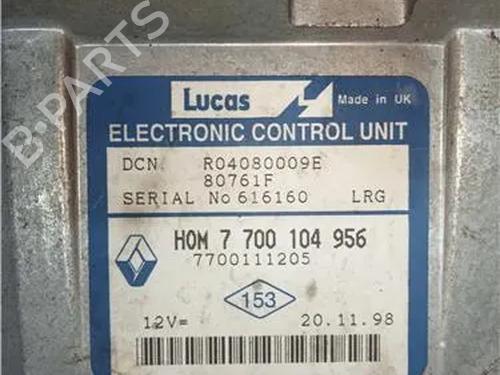 B-PARTS
Lucas
Made in UK
ELECTRONIC CONTROL UNIT
DCN R04080009E
80761F
SERIAL No 616160 LRG
HOM 7 700 104 956
7700111205
153
12V= 20.11.98